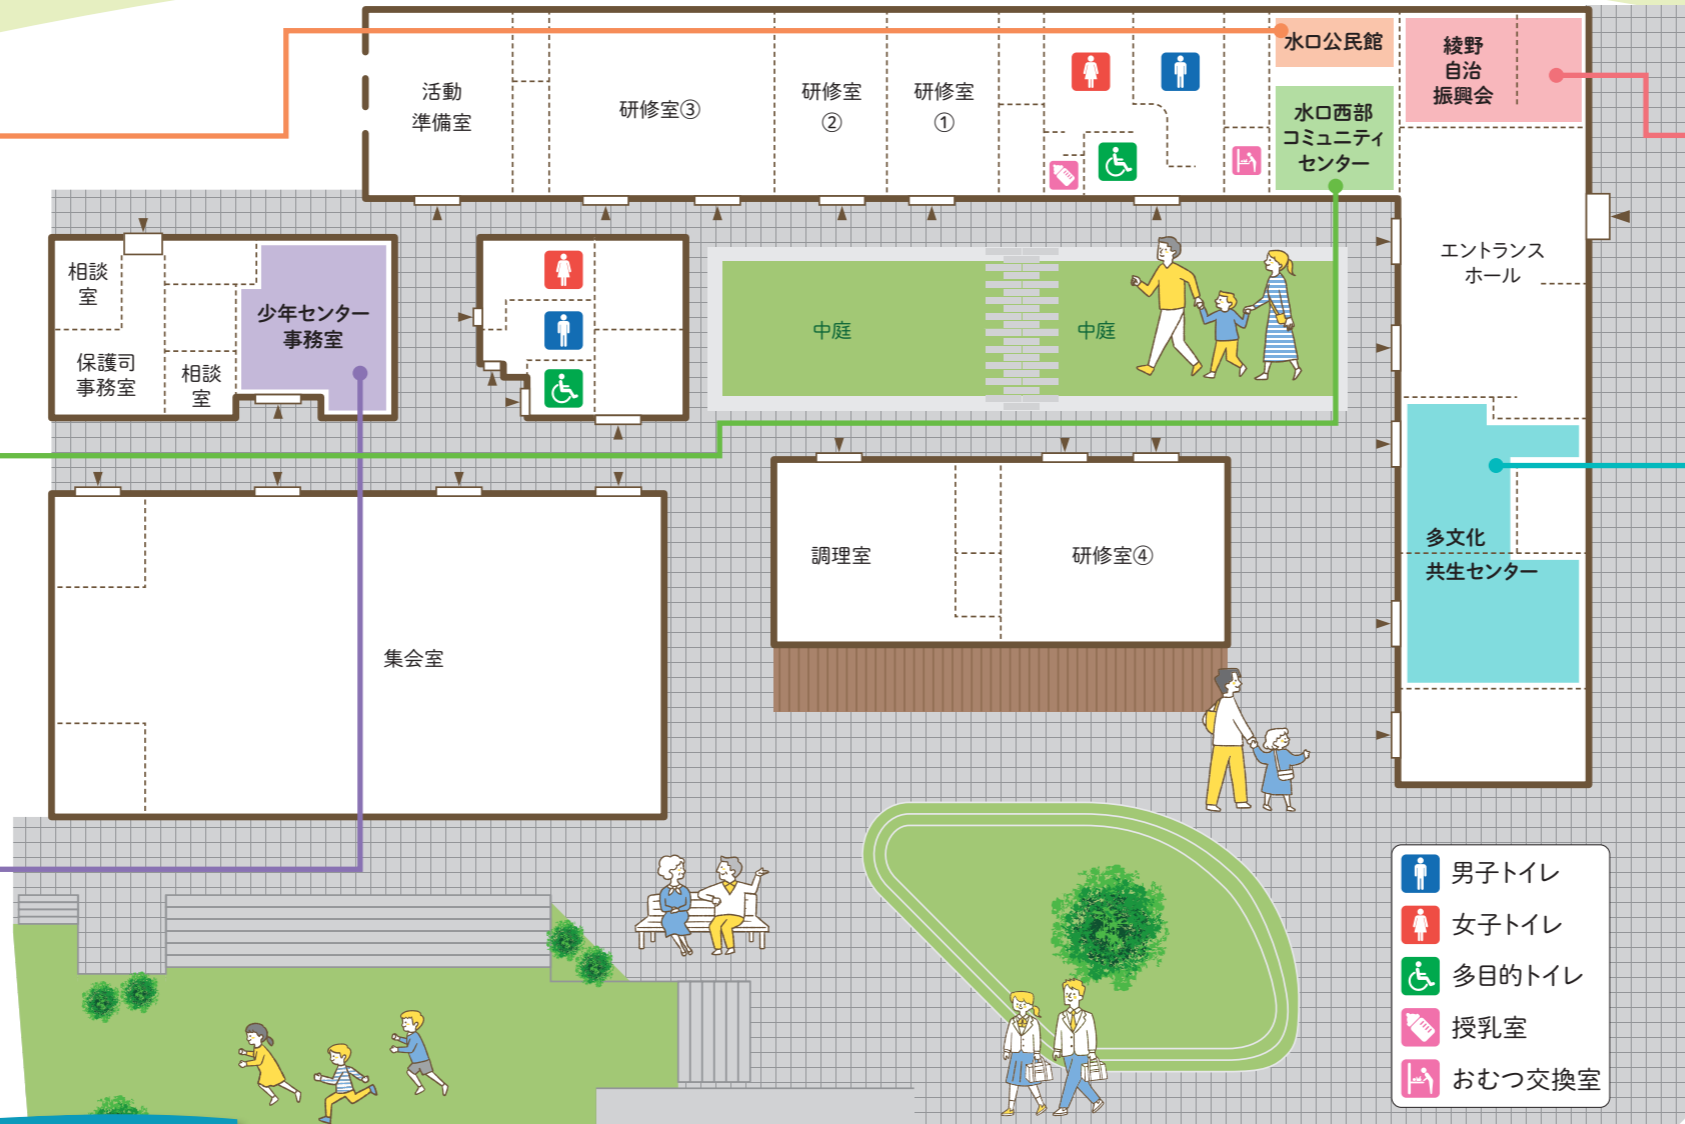 活動
準備室
研修室③
研修室
②
研修室
①
水口公民館
水口西部
コミュニティ
センター
綾野
自治
振興会
エントランス
ホール
相談
室
保護司
事務室
相談
室
少年センター
事務室
中庭
中庭
調理室
研修室④
多文化
共生センター
集会室
男子トイレ
女子トイレ
多目的トイレ
授乳室
おむつ交換室